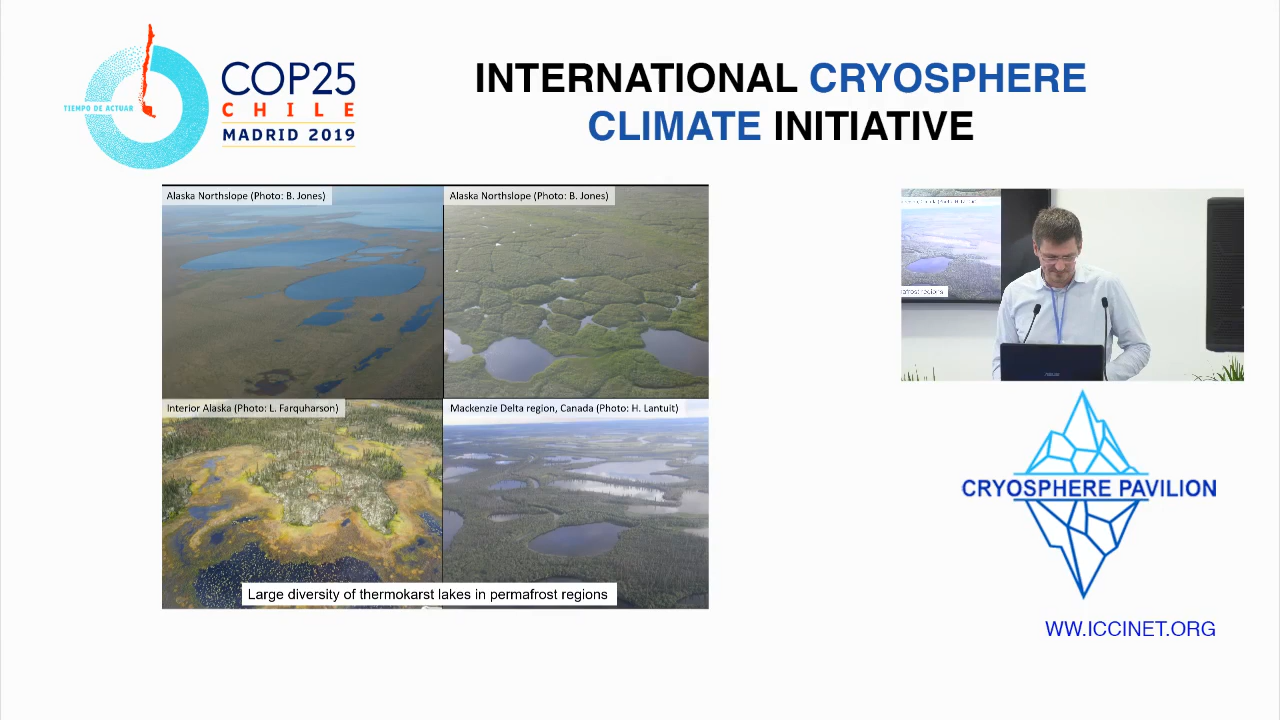 TIEMPO DE ACTUAR
COP25
CHILE
MADRID 2019
INTERNATIONAL CRYOSPHERE
CLIMATE INITIATIVE
Alaska Northslope (Photo: B. Jones)
Alaska Northslope (Photo: B. Jones)
Interior Alaska (Photo: L. Farquharson)
Mackenzie Delta region, Canada (Photo: H. Lantuit)
Large diversity of thermokarst lakes in permafrost regions
CRYOSPHERE PAVILION
WW.ICCINET.ORG